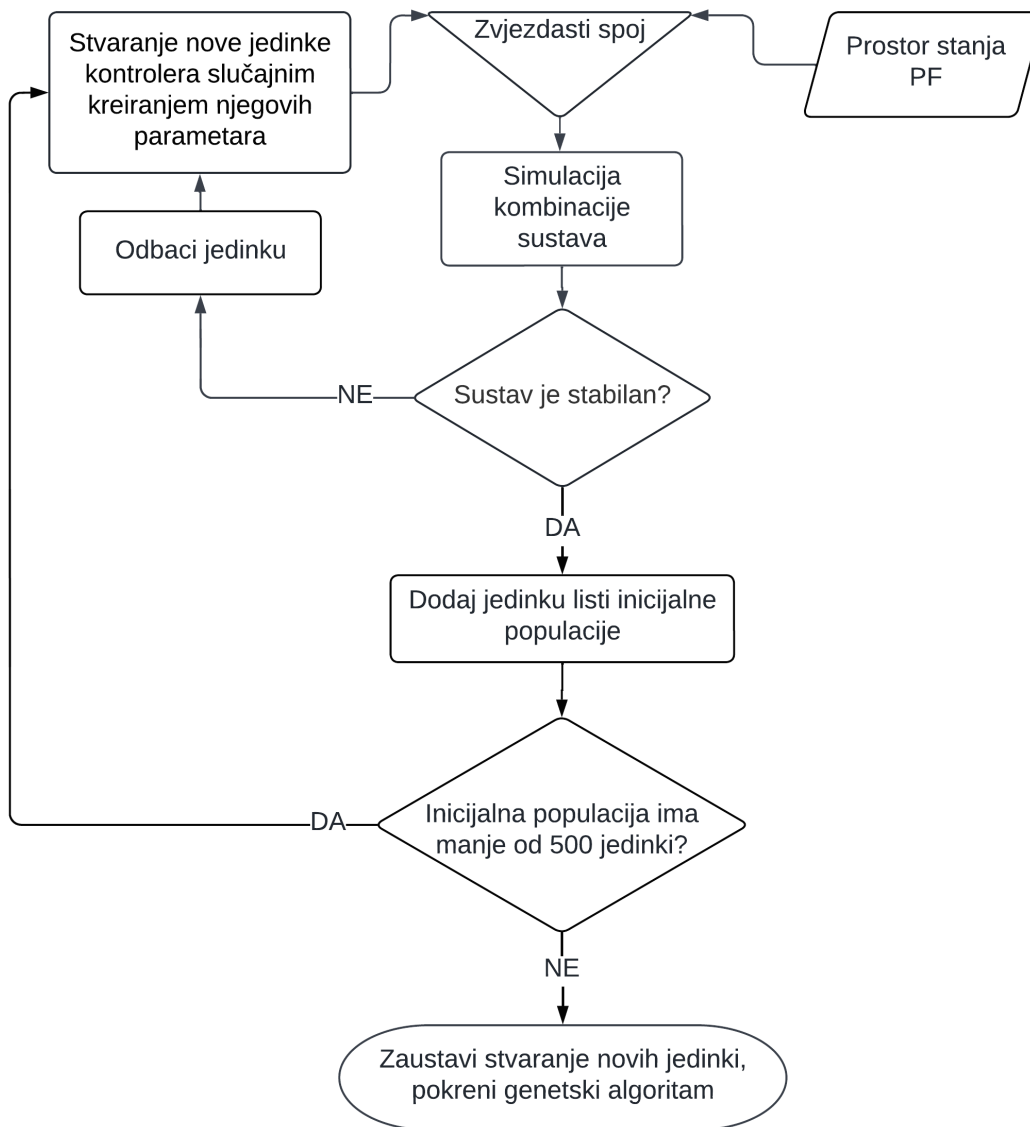 Stvaranje nove jedinke
kontrolera slučajnim
kreiranjem njegovih
parametara
Zvjezdasti spoj
Prostor stanja
PF
Simulacija
kombinacije
sustava
Odbaci jedinku
Sustav je stabilan?
NE
DA
Dodaj jedinku listi inicijalne
populacije
Inicijalna populacija ima
manje od 500 jedinki?
DA
NE
Zaustavi stvaranje novih jedinki,
pokreni genetski algoritam